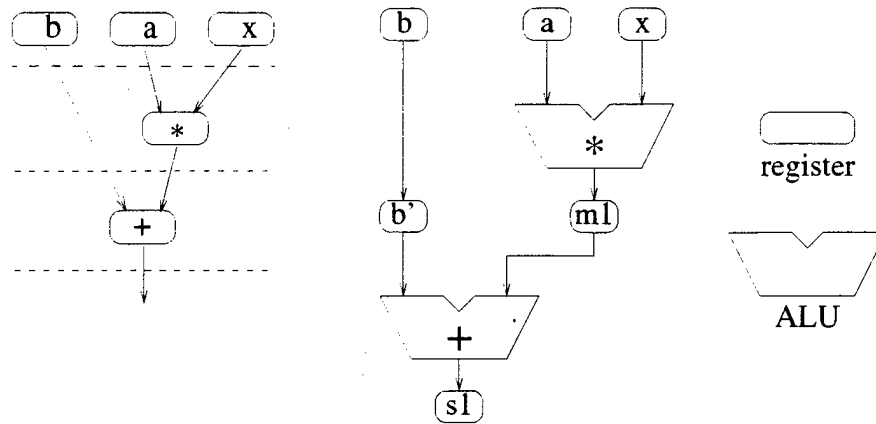 b a x
*
+
b a x
*
b' m1
+
s1
register
ALU